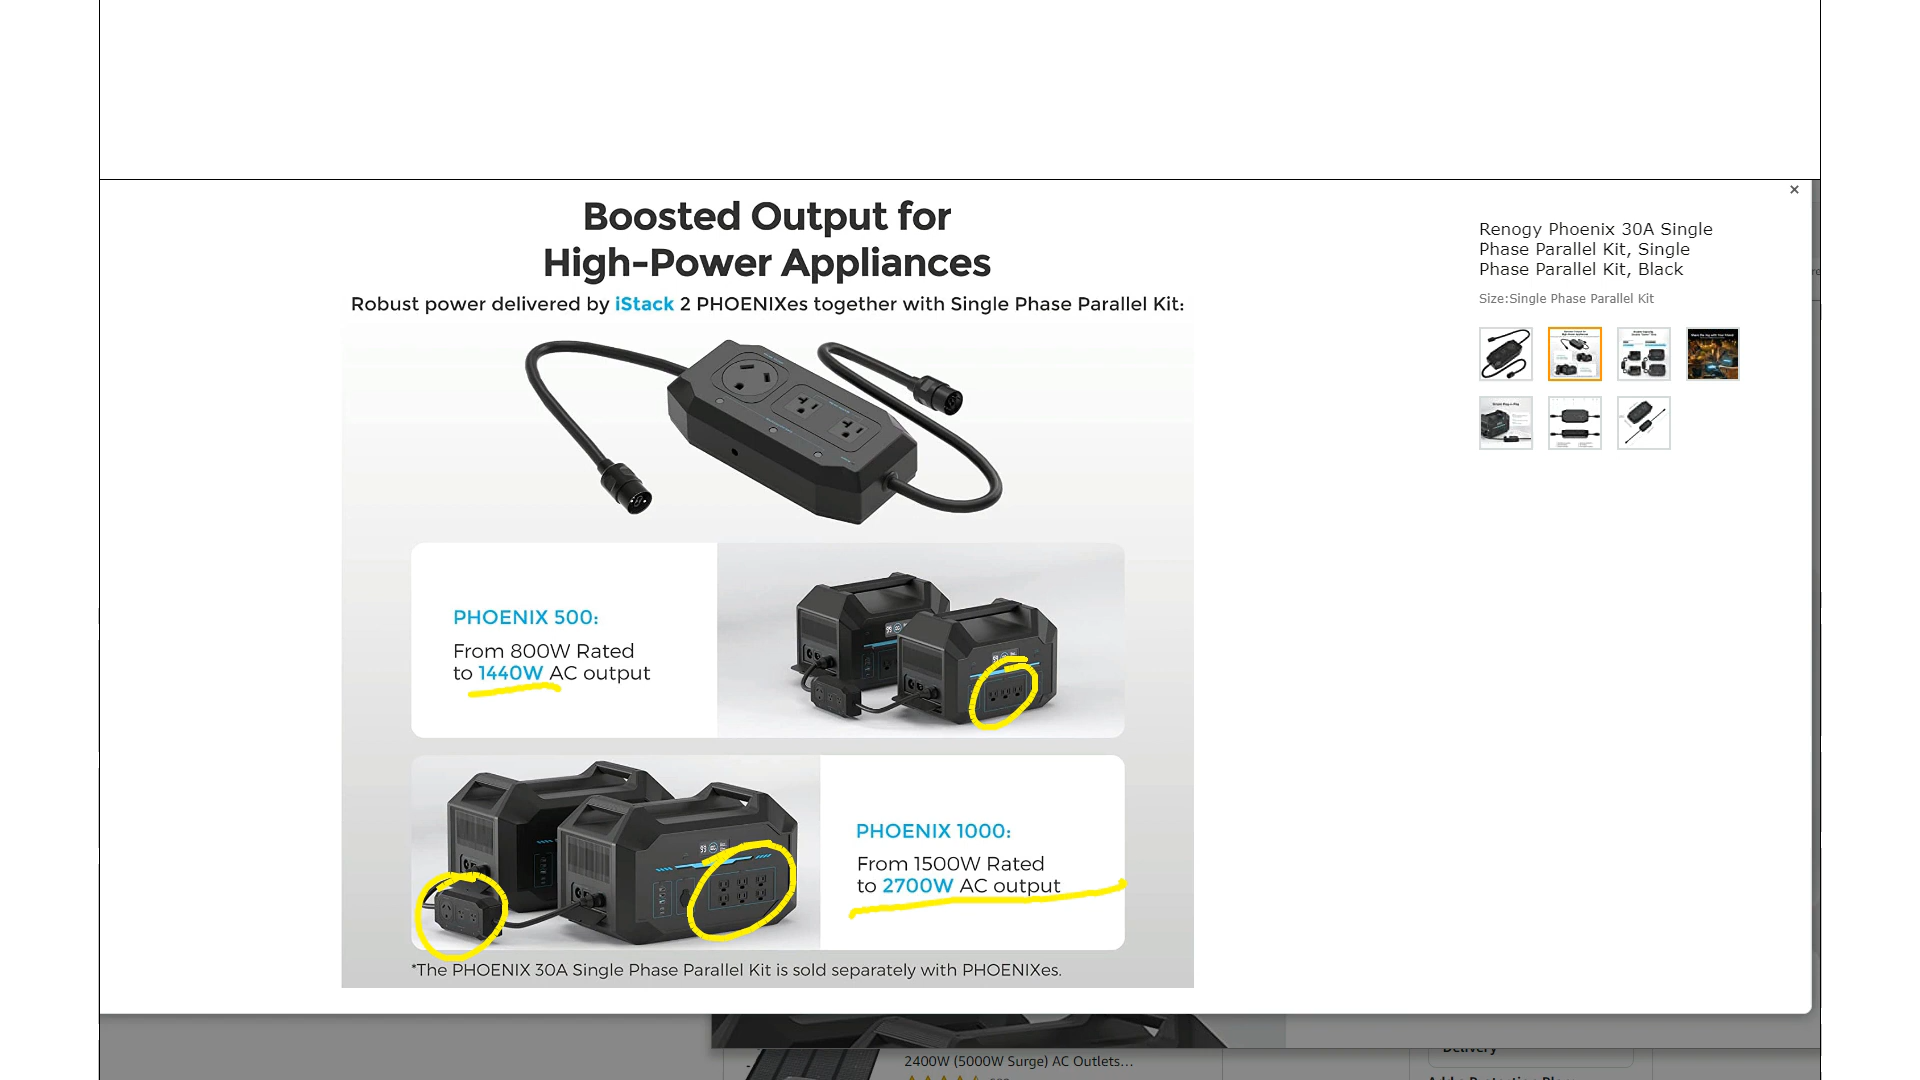 Boosted Output for
High-Power Appliances
Robust power delivered by iStack 2 PHOENIXes together with Single Phase Parallel Kit:
PHOENIX 500:
From 800W Rated
to 1440W AC output
PHOENIX 1000:
From 1500W Rated
to 2700W AC output
*The PHOENIX 30A Single Phase Parallel Kit is sold separately with PHOENIXes.
Renogy Phoenix 30A Single
Phase Parallel Kit, Single
Phase Parallel Kit, Black
Size:Single Phase Parallel Kit
2400W (5000W Surge) AC Outlets...
Delivery